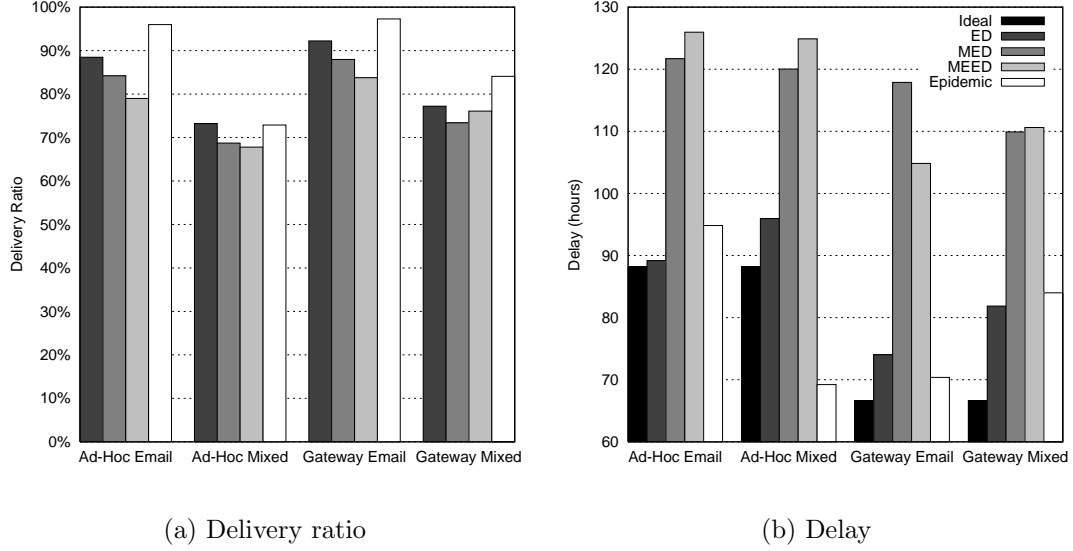 100%
90%
80%
70%
60%
50%
40%
30%
20%
10%
0%
Delivery Ratio
Ad-Hoc Email Ad-Hoc Mixed Gateway Email Gateway Mixed
(a) Delivery ratio
130
120
110
100
90
80
70
60
Delay (hours)
Ideal
ED
MED
MEED
Epidemic
Ad-Hoc Email Ad-Hoc Mixed Gateway Email Gateway Mixed
(b) Delay